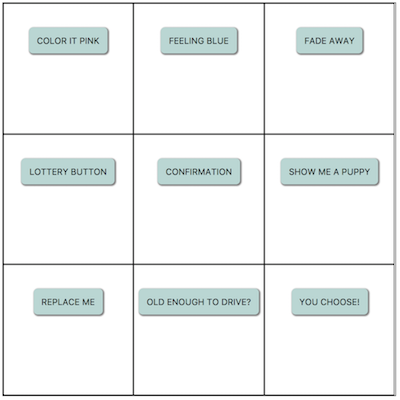 COLOR IT PINK
FEELING BLUE
FADE AWAY
LOTTERY BUTTON
CONFIRMATION
SHOW ME A PUPPY
REPLACE ME
OLD ENOUGH TO DRIVE?
YOU CHOOSE!